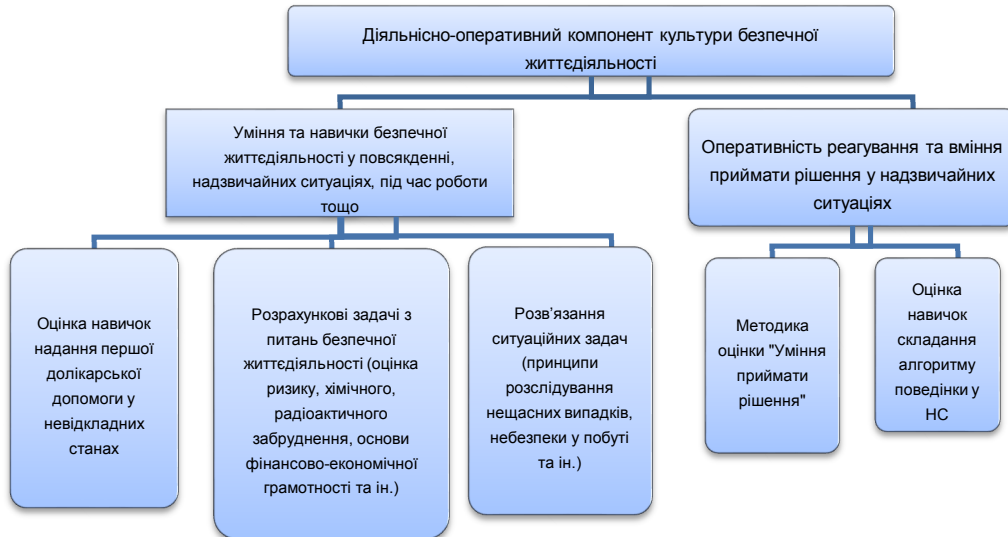 Діяльнісно-оперативний компонент культури безпечної
життєдіяльності
Уміння та навички безпечної
життєдіяльності у повсякденні,
надзвичайних ситуаціях, під час роботи
тощо
Оперативність реагування та вміння
приймати рішення у надзвичайних
ситуаціях
Оцінка навичок
надання першої
долікарської
допомоги у
невідкладних
станах
Розрахункові задачі з
питань безпечної
життєдіяльності (оцінка
ризику, хімічного,
радіоактичного
забруднення, основи
фінансово-економічної
грамотності та ін.)
Розв’язання
ситуаційних задач
(принципи
розслідування
нещасних випадків,
небезпеки у побуті
та ін.)
Методика
оцінки "Уміння
приймати
рішення"
Оцінка
навичок
складання
алгоритму
поведінки у
НС